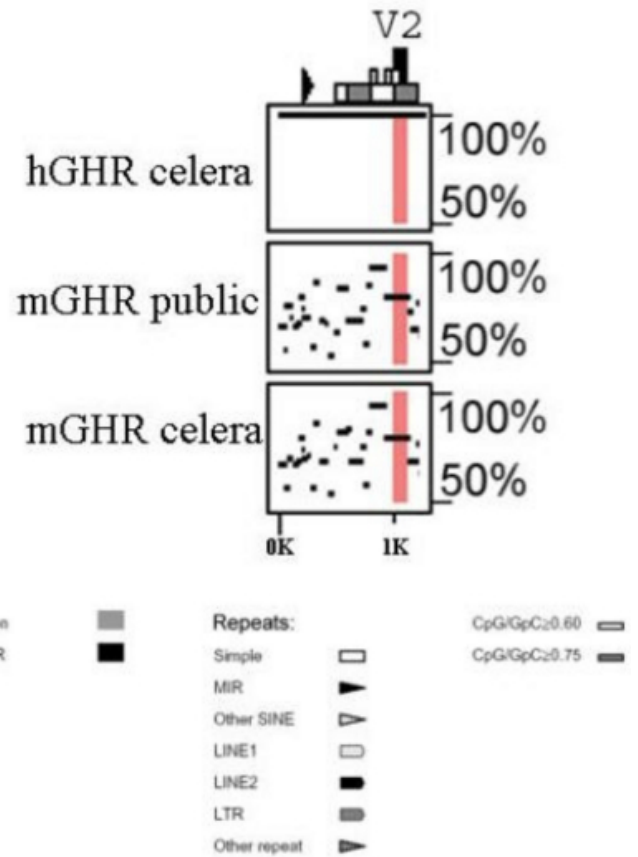 V2
hGHR celera
100%
50%
mGHR public
100%
50%
mGHR celera
100%
50%
0K 1K
n
R
Repeats:
Simple
MIR
Other SINE
LINE1
LINE2
LTR
Other repeat
CpG/GpC≥0.60
CpG/GpC≥0.75